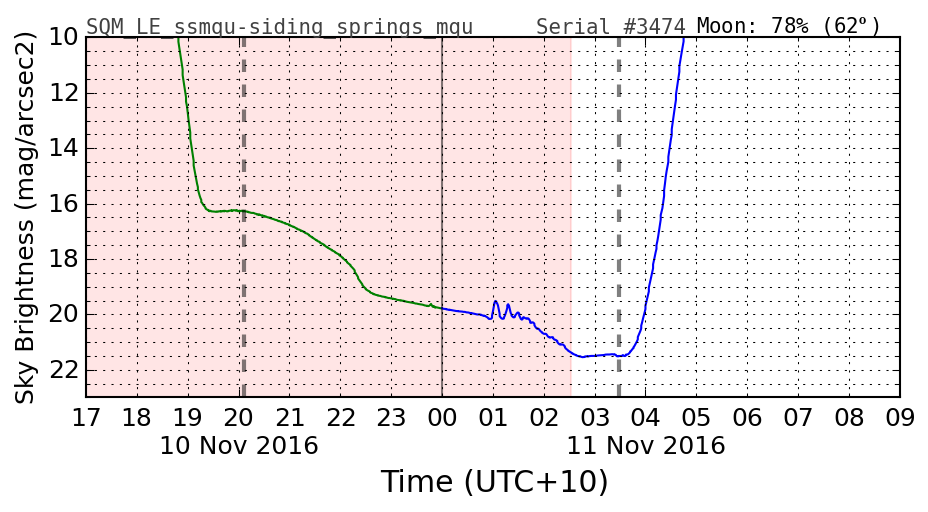 SQM_LE_ssmqu-siding_springs_mqu Serial #3474 Moon: 78% (62°)
Sky Brightness (mag/arcsec2)
10
12
14
16
18
20
22
17 18 19 20 21 22 23 00 01 02 03 04 05 06 07 08 09
10 Nov 2016 11 Nov 2016
Time (UTC+10)